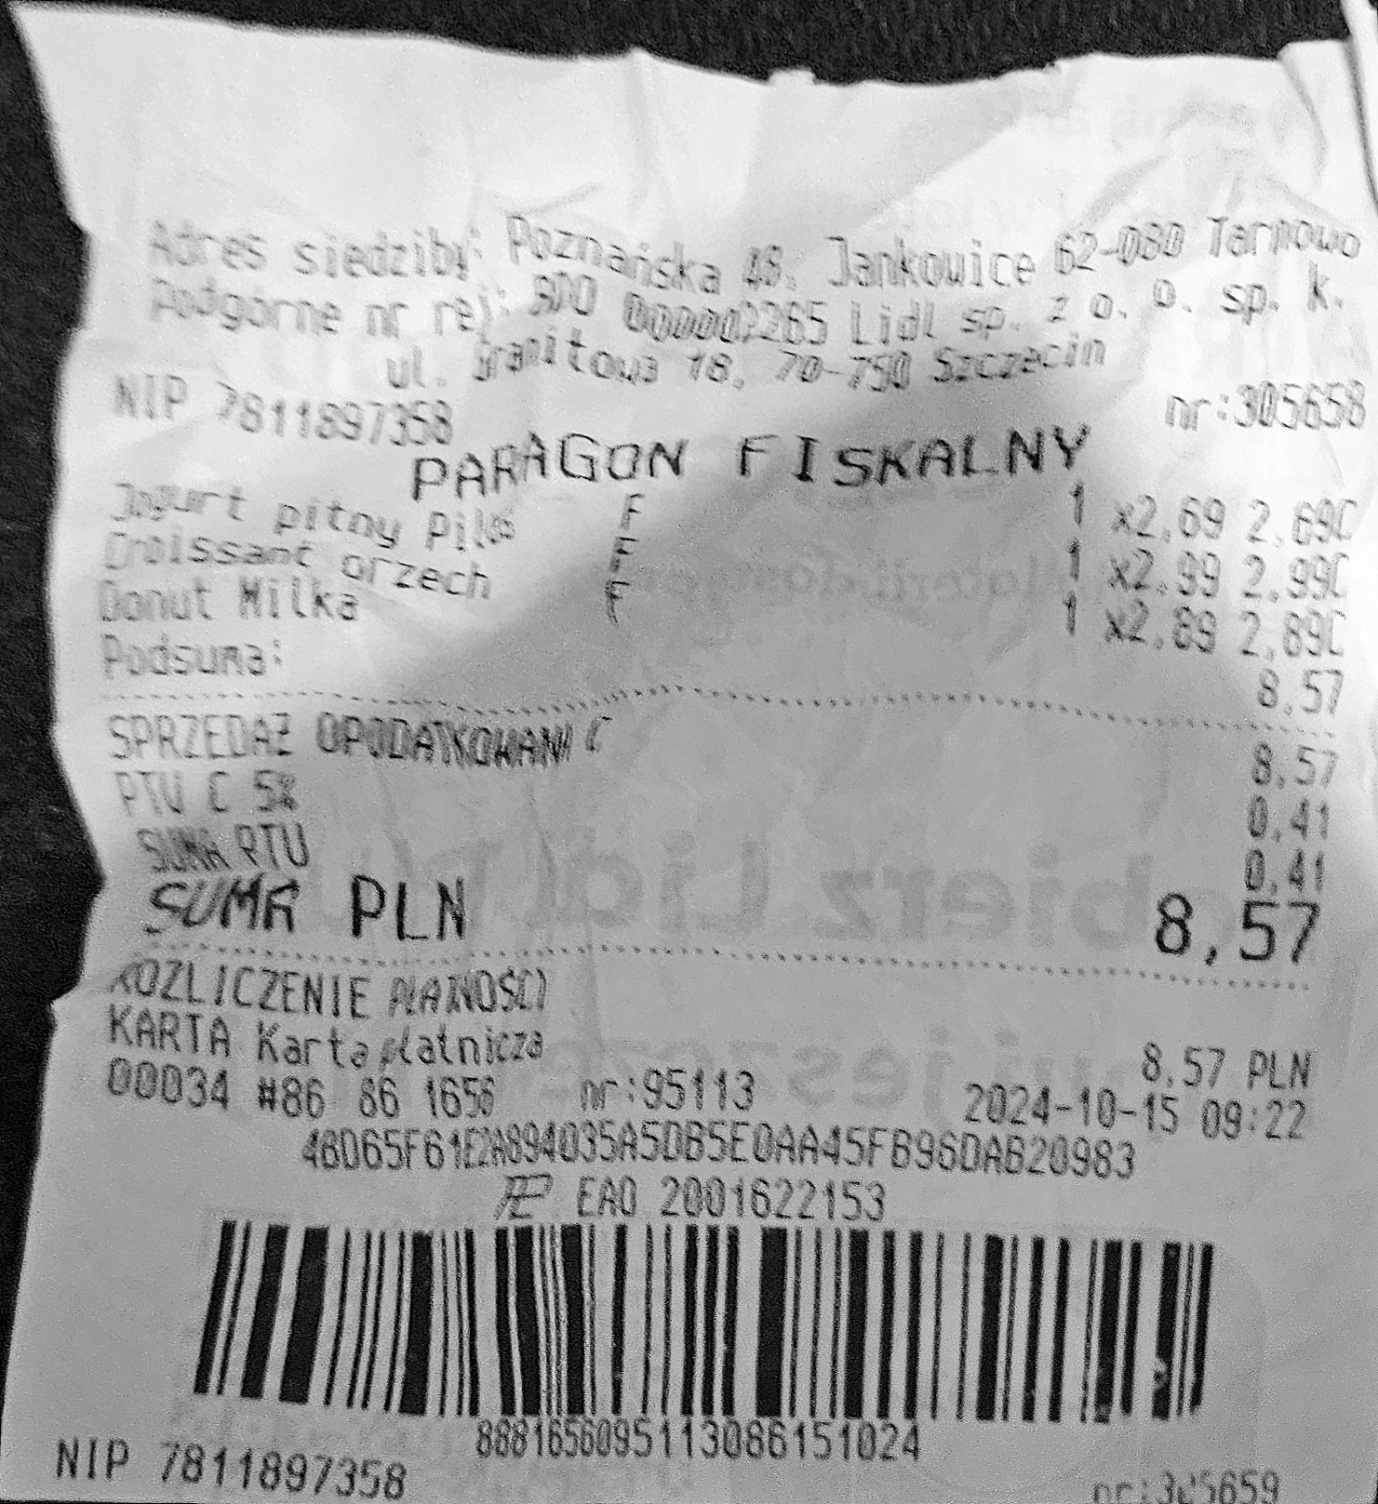 Adres siedziby: Poznańska 48, Jankowice 62-080 Tarnowo
Podgórne nr rej: BDO 000002265 Lidl sp. z o. o. sp. k.
ul. Granitowa 18, 70-750 Szczecin
NIP 7811897358 nr:305658
PARAGON FISKALNY
Jogurt pitny Pilos F 1 x2,69 2,69C
Croissant orzech F 1 x2,99 2,99C
Donut Milka F 1 x2,89 2,89C
Podsuma: 8,57
SPRZEDAŻ OPODATKOWANA C 8,57
PTU C 5% 0,41
SUMA PTU 0,41
SUMA PLN 8,57
ROZLICZENIE PŁATNOŚCI
KARTA Karta płatnicza 8,57 PLN
00034 #86 86 1656 nr:95113 2024-10-15 09:22
EAO 2001622153
8881656095113086151024
NIP 7811897358 nr:305659